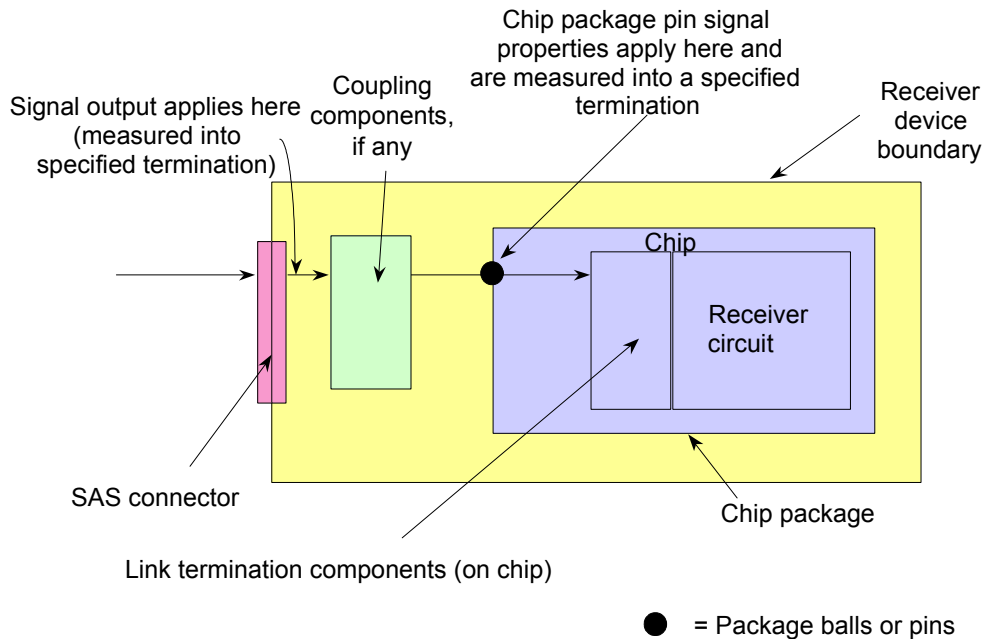 Chip package pin signal
properties apply here and
are measured into a specified
termination
Coupling
components,
if any
Signal output applies here
(measured into
specified termination)
Receiver
device
boundary
Chip
Receiver
circuit
SAS connector
Chip package
Link termination components (on chip)
= Package balls or pins